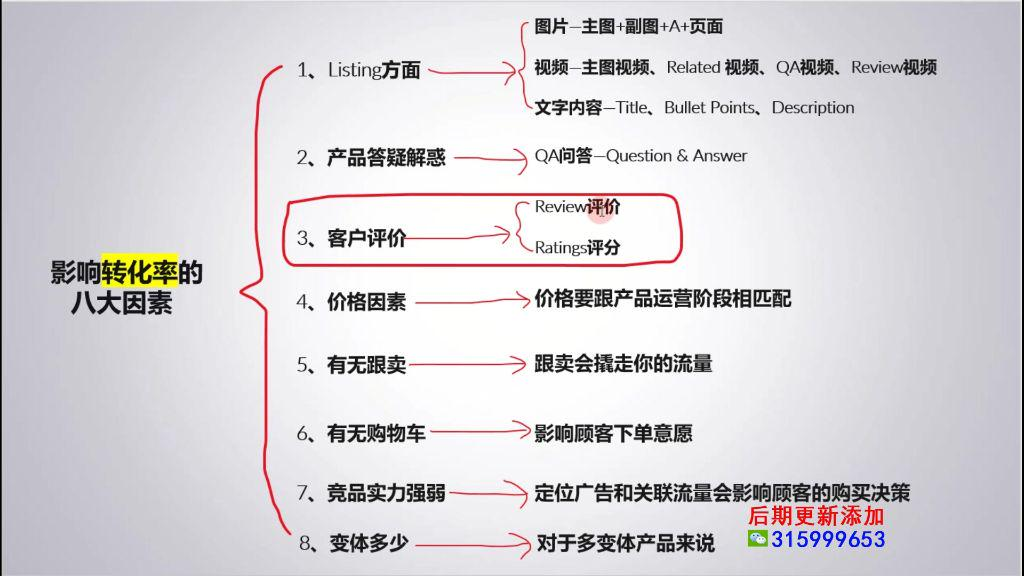 影响转化率的
八大因素
1、Listing方面
图片—主图+副图+A+页面
视频—主图视频、Related 视频、QA视频、Review视频
文字内容—Title、Bullet Points、Description
2、产品答疑解惑
QA问答—Question & Answer
3、客户评价
Review评价
Ratings评分
4、价格因素
价格要跟产品运营阶段相匹配
5、有无跟卖
跟卖会撬走你的流量
6、有无购物车
影响顾客下单意愿
7、竞品实力强弱
定位广告和关联流量会影响顾客的购买决策
8、变体多少
对于多变体产品来说
后期更新添加
315999653